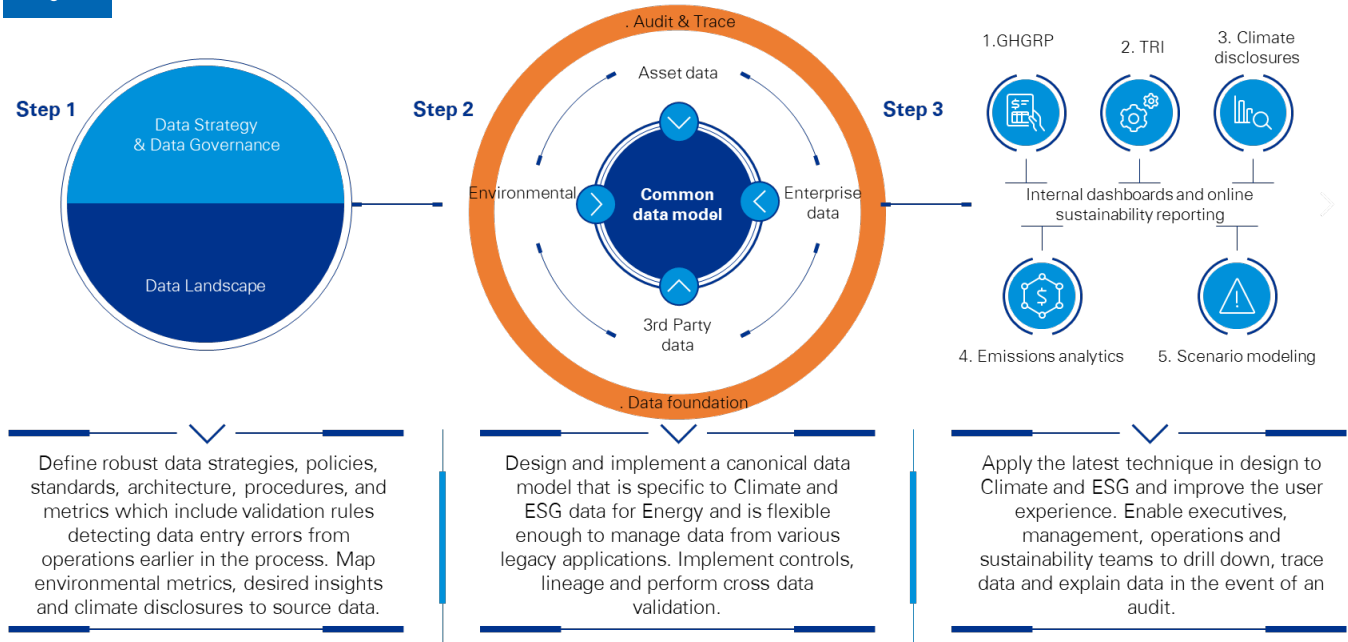 Step 1
Data Strategy
& Data Governance
Data Landscape
Define robust data strategies, policies,
standards, architecture, procedures, and
metrics which include validation rules
detecting data entry errors from
operations earlier in the process. Map
environmental metrics, desired insights
and climate disclosures to source data.
Step 2
. Audit & Trace
Asset data
Environmental
Common
data model
Enterprise
data
3rd Party
data
. Data foundation
Design and implement a canonical data
model that is specific to Climate and
ESG data for Energy and is flexible
enough to manage data from various
legacy applications. Implement controls,
lineage and perform cross data
validation.
Step 3
1.GHGRP
2. TRI
3. Climate
disclosures
Internal dashboards and online
sustainability reporting
4. Emissions analytics
5. Scenario modeling
Apply the latest technique in design to
Climate and ESG and improve the user
experience. Enable executives,
management, operations and
sustainability teams to drill down, trace
data and explain data in the event of an
audit.